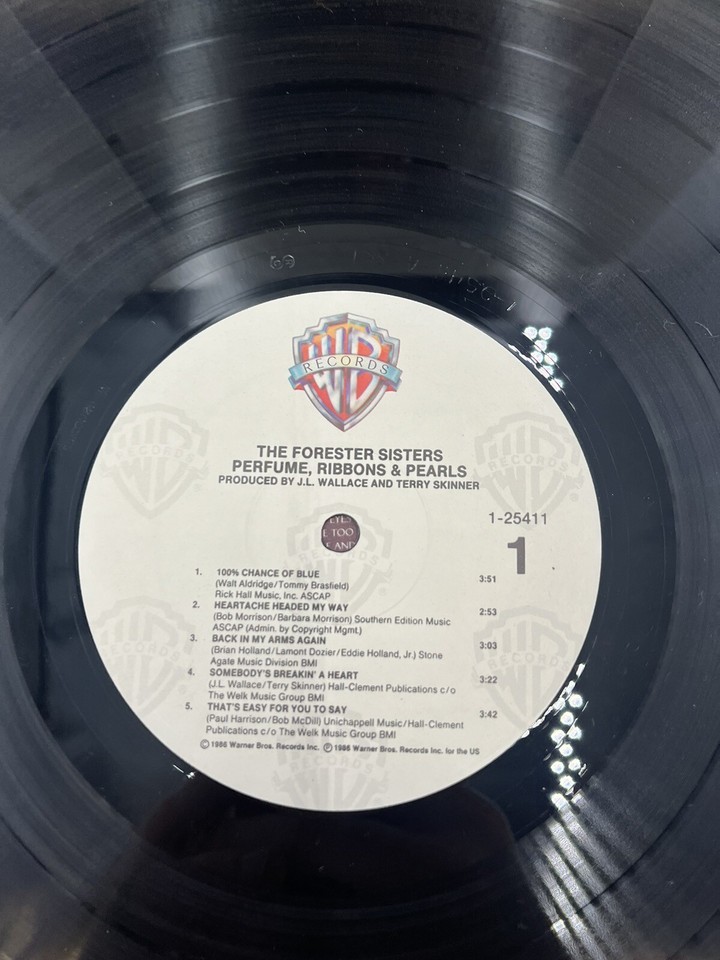 69
WB
RECORDS
THE FORESTER SISTERS
PERFUME, RIBBONS & PEARLS
PRODUCED BY J.L. WALLACE AND TERRY SKINNER
1-25411
1
E TOO
1. 100% CHANCE OF BLUE 3:51
(Walt Aldridge/Tommy Brasfield)
Rick Hall Music, Inc. ASCAP
2. HEARTACHE HEADED MY WAY 2:53
(Bob Morrison/Barbara Morrison) Southern Edition Music
ASCAP (Admin. by Copyright Mgmt.)
3. BACK IN MY ARMS AGAIN 3:03
(Brian Holland/Lamont Dozier/Eddie Holland, Jr.) Stone
Agate Music Division BMI
4. SOMEBODY'S BREAKIN' A HEART 3:22
(J.L. Wallace/Terry Skinner) Hall-Clement Publications c/o
The Welk Music Group BMI
5. THAT'S EASY FOR YOU TO SAY 3:42
(Paul Harrison/Bob McDill) Unichappell Music/Hall-Clement
Publications c/o The Welk Music Group BMI
© 1986 Warner Bros. Records Inc. ℗ 1986 Warner Bros. Records Inc. for the US